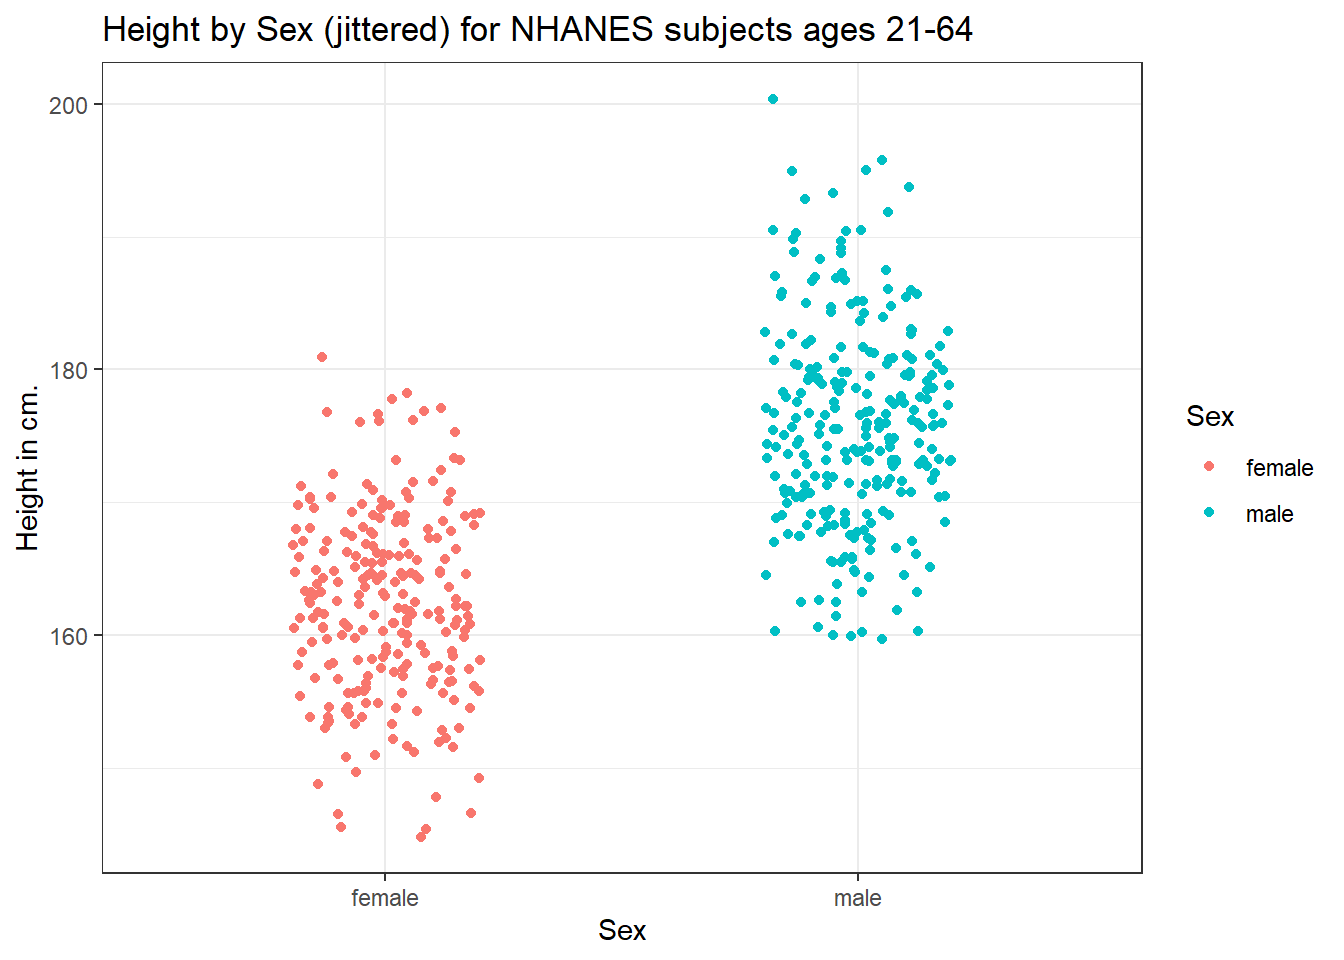 Height by Sex (jittered) for NHANES subjects ages 21-64
200
180
160
Height in cm.
female
male
Sex
Sex
female
male